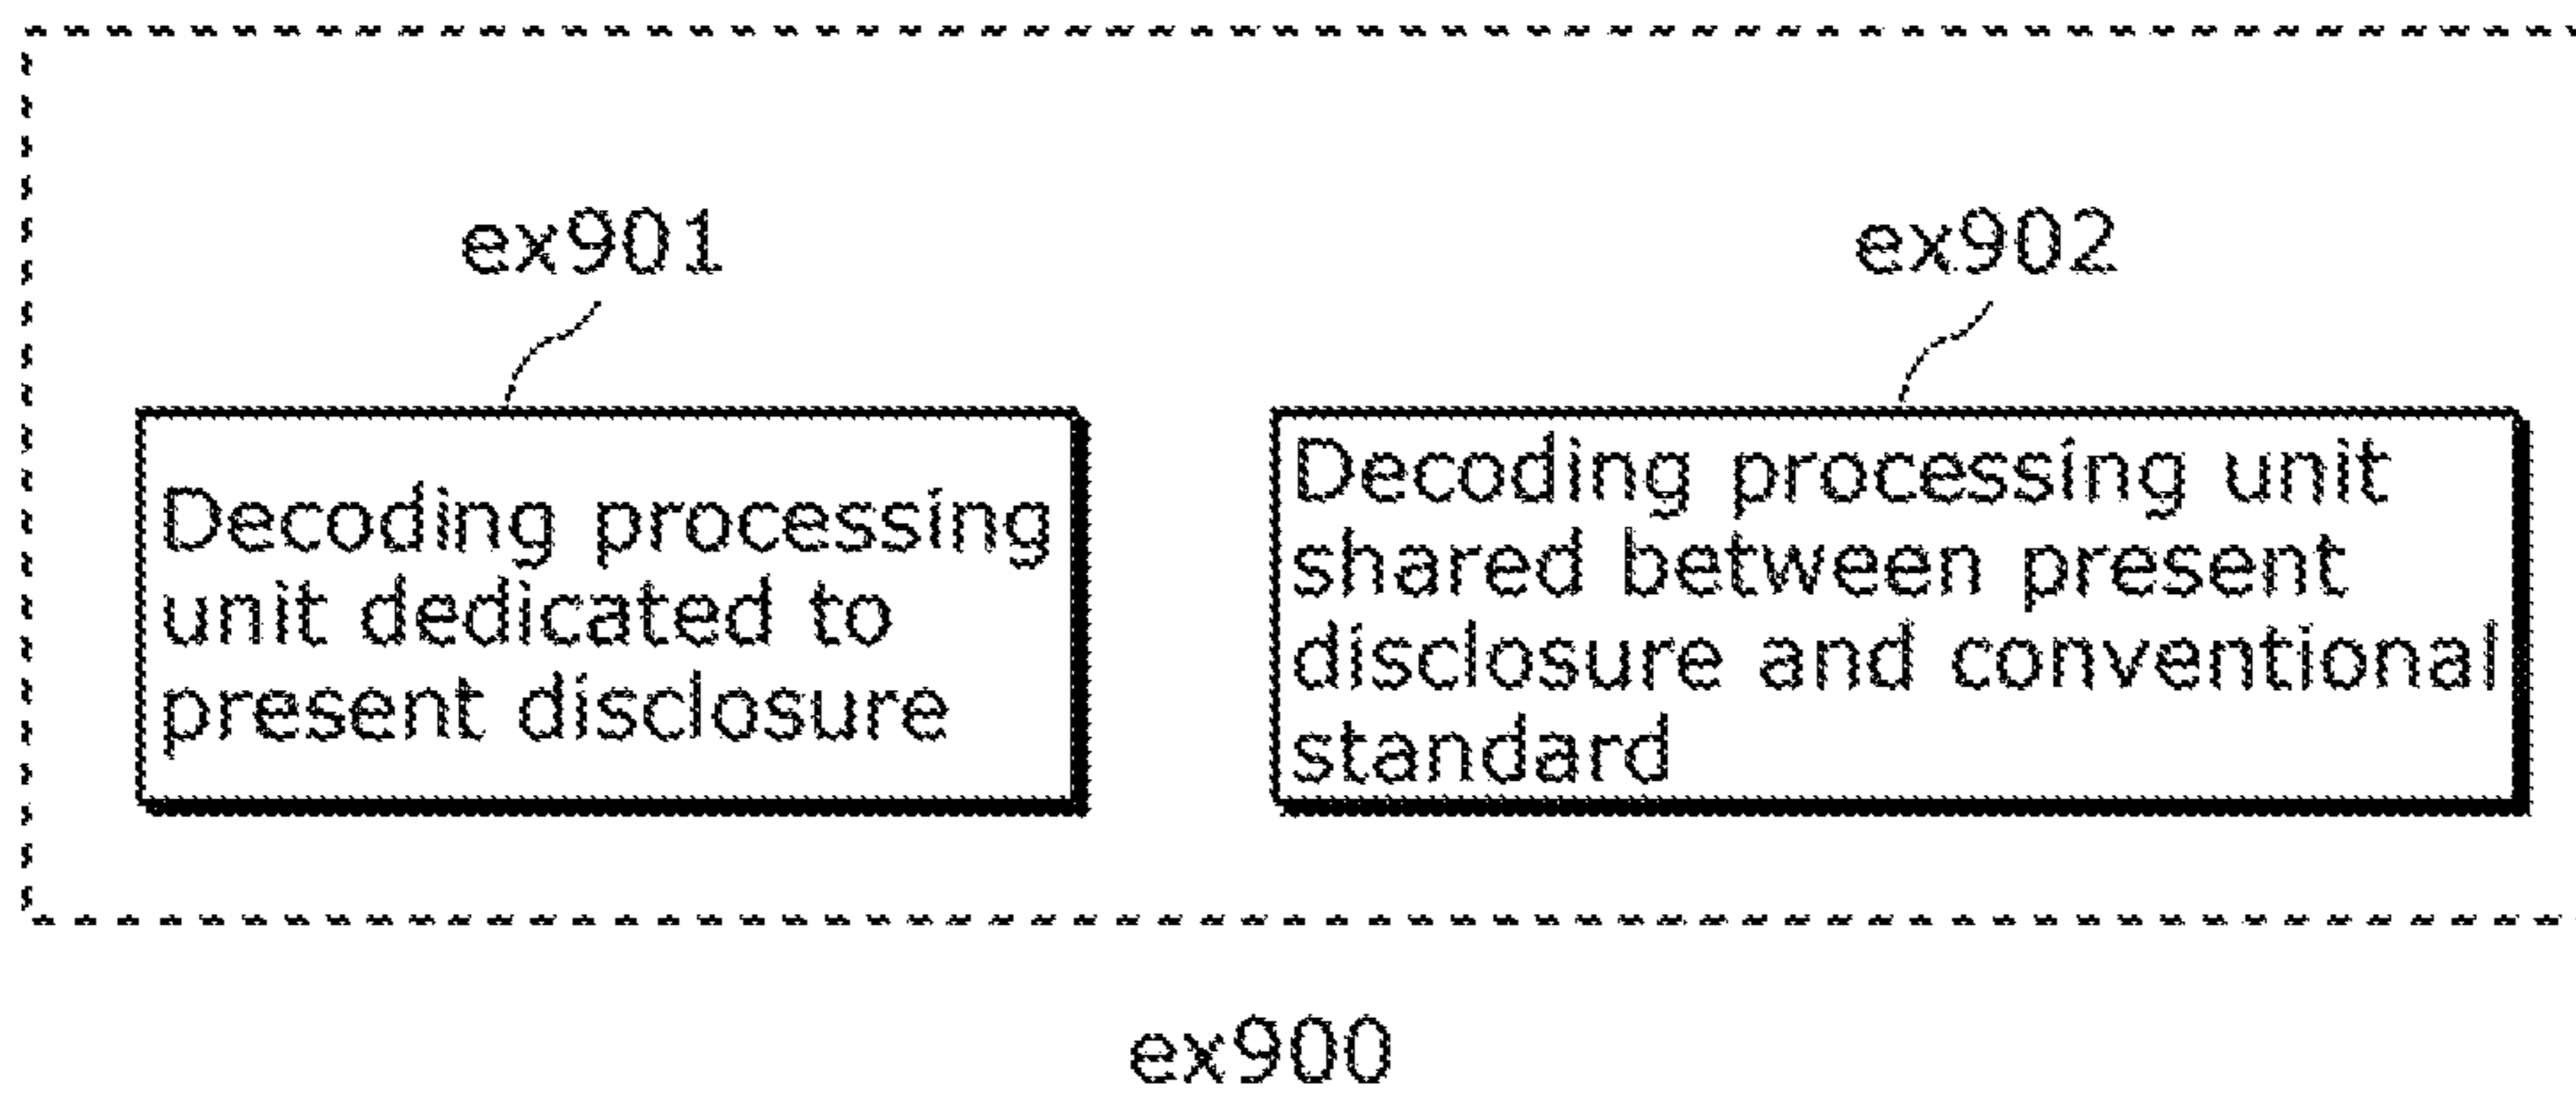 ex901
ex902
Decoding processing
unit dedicated to
present disclosure
Decoding processing unit
shared between present
disclosure and conventional
standard
ex900